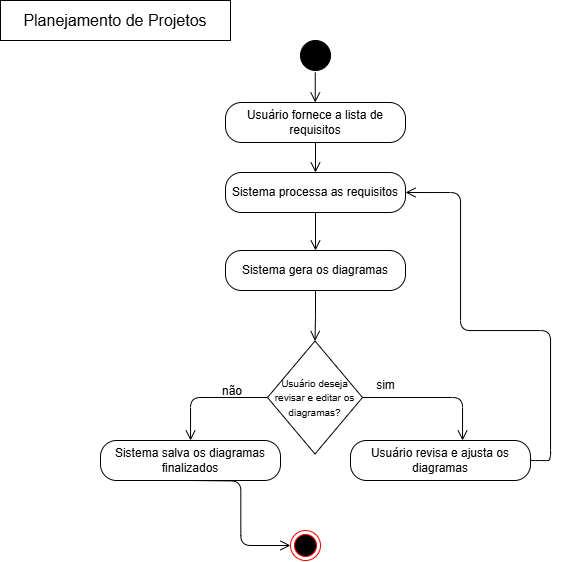 Planejamento de Projetos
Usuário fornece a lista de
requisitos
Sistema processa as requisitos
Sistema gera os diagramas
Usuário deseja
revisar e editar os
diagramas?
não
sim
Sistema salva os diagramas
finalizados
Usuário revisa e ajusta os
diagramas